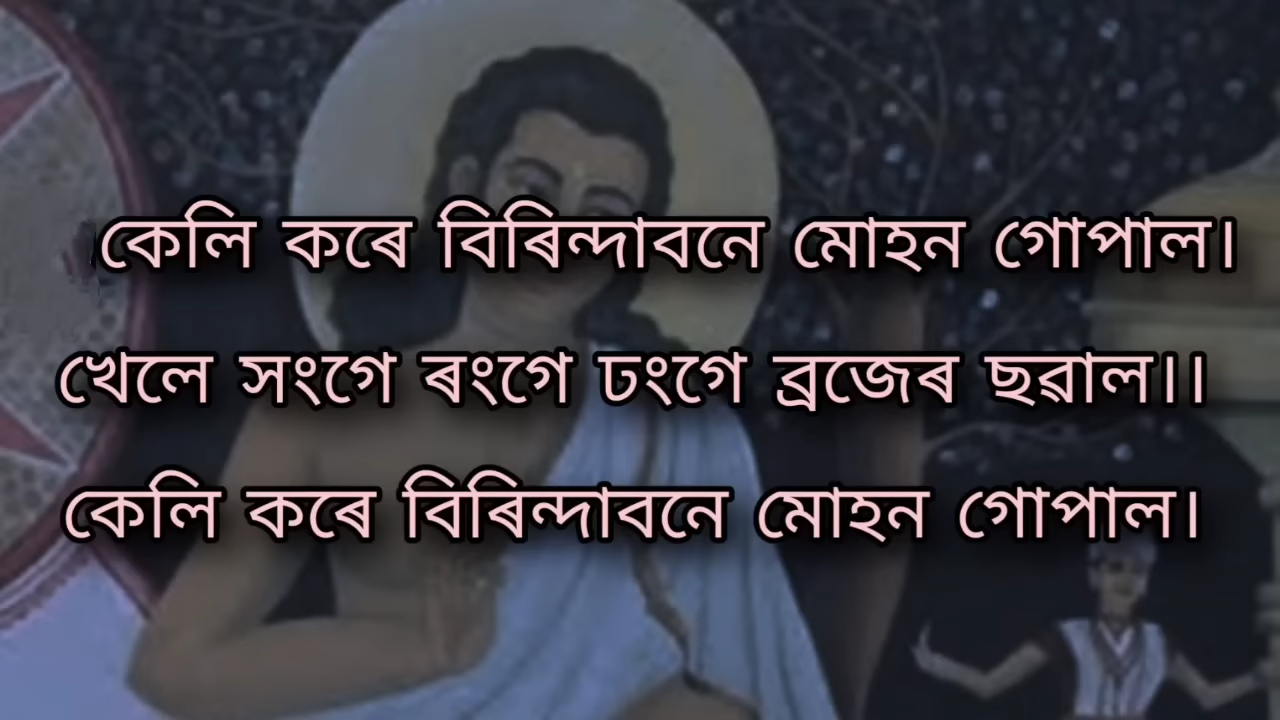 কেলি কৰে বিৰিন্দাবনে মোহন গোপাল।
খেলে সংগে ৰংগে ঢংগে ব্ৰজেৰ ছৱাল।।
কেলি কৰে বিৰিন্দাবনে মোহন গোপাল।